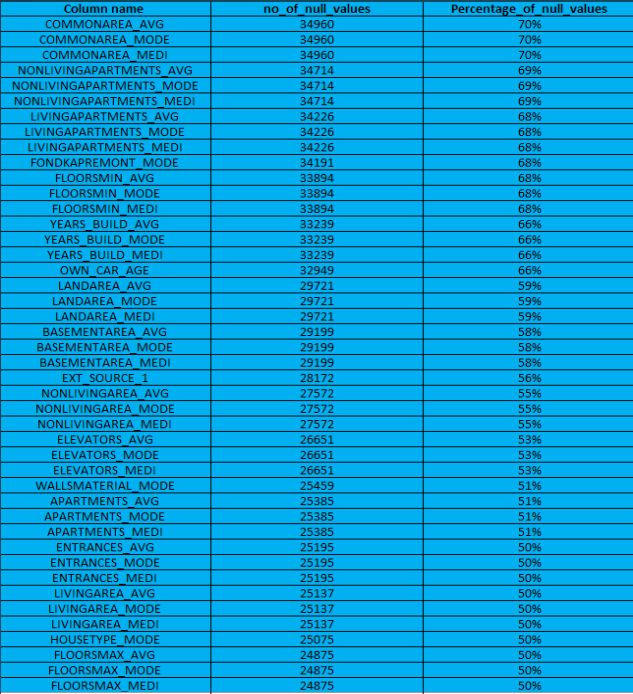 Column name no_of_null_values Percentage_of_null_values
COMMONAREA_AVG 34960 70%
COMMONAREA_MODE 34960 70%
COMMONAREA_MEDI 34960 70%
NONLIVINGAPARTMENTS_AVG 34714 69%
NONLIVINGAPARTMENTS_MODE 34714 69%
NONLIVINGAPARTMENTS_MEDI 34714 69%
LIVINGAPARTMENTS_AVG 34226 68%
LIVINGAPARTMENTS_MODE 34226 68%
LIVINGAPARTMENTS_MEDI 34226 68%
FONDKAPREMONT_MODE 34191 68%
FLOORSMIN_AVG 33894 68%
FLOORSMIN_MODE 33894 68%
FLOORSMIN_MEDI 33894 68%
YEARS_BUILD_AVG 33239 66%
YEARS_BUILD_MODE 33239 66%
YEARS_BUILD_MEDI 33239 66%
OWN_CAR_AGE 32949 66%
LANDAREA_AVG 29721 59%
LANDAREA_MODE 29721 59%
LANDAREA_MEDI 29721 59%
BASEMENTAREA_AVG 29199 58%
BASEMENTAREA_MODE 29199 58%
BASEMENTAREA_MEDI 29199 58%
EXT_SOURCE_1 28172 56%
NONLIVINGAREA_AVG 27572 55%
NONLIVINGAREA_MODE 27572 55%
NONLIVINGAREA_MEDI 27572 55%
ELEVATORS_AVG 26651 53%
ELEVATORS_MODE 26651 53%
ELEVATORS_MEDI 26651 53%
WALLSMATERIAL_MODE 25459 51%
APARTMENTS_AVG 25385 51%
APARTMENTS_MODE 25385 51%
APARTMENTS_MEDI 25385 51%
ENTRANCES_AVG 25195 50%
ENTRANCES_MODE 25195 50%
ENTRANCES_MEDI 25195 50%
LIVINGAREA_AVG 25137 50%
LIVINGAREA_MODE 25137 50%
LIVINGAREA_MEDI 25137 50%
HOUSETYPE_MODE 25075 50%
FLOORSMAX_AVG 24875 50%
FLOORSMAX_MODE 24875 50%
FLOORSMAX_MEDI 24875 50%